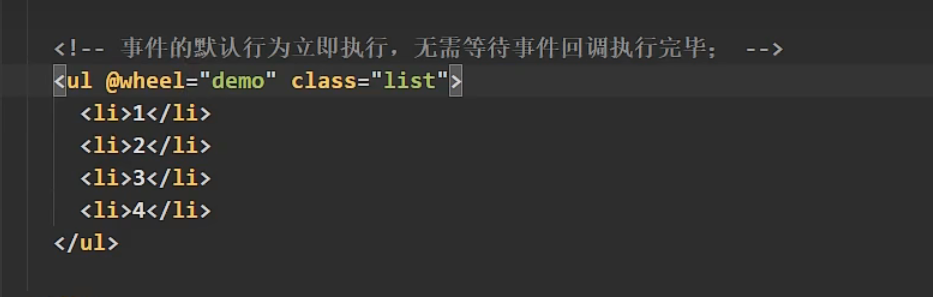 <!-- 事件的默认行为立即执行，无需等待事件回调执行完毕； -->
<ul @wheel="demo" class="list">
<li>1</li>
<li>2</li>
<li>3</li>
<li>4</li>
</ul>